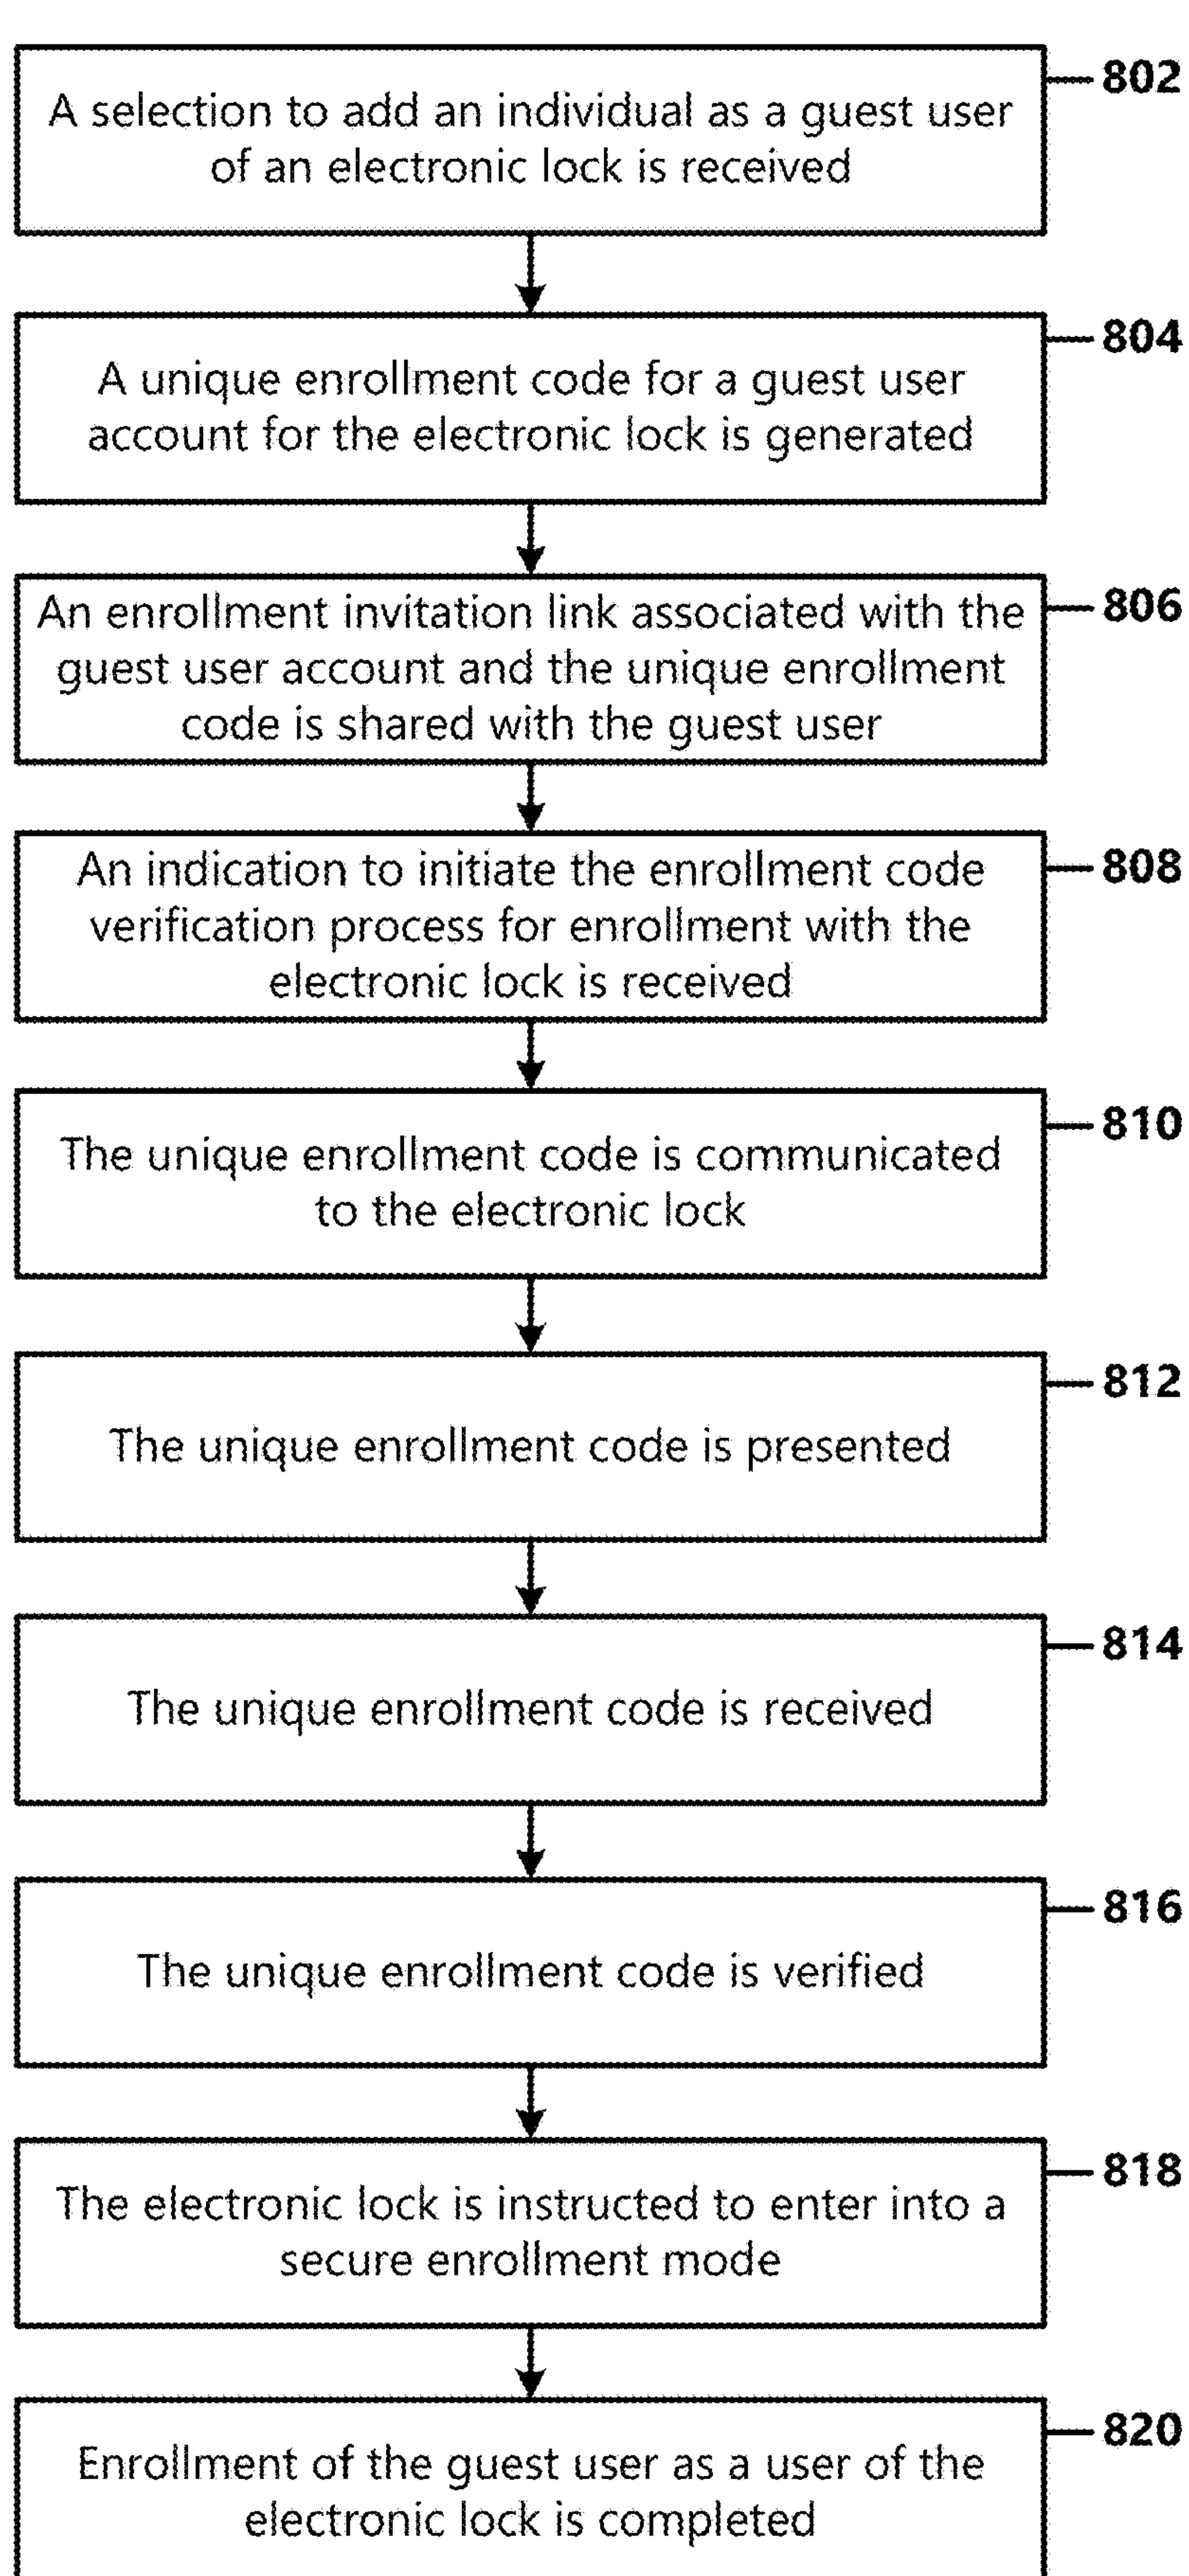 802
A selection to add an individual as a guest user
of an electronic lock is received
804
A unique enrollment code for a guest user
account for the electronic lock is generated
806
An enrollment invitation link associated with the
guest user account and the unique enrollment
code is shared with the guest user
808
An indication to initiate the enrollment code
verification process for enrollment with the
electronic lock is received
810
The unique enrollment code is communicated
to the electronic lock
812
The unique enrollment code is presented
814
The unique enrollment code is received
816
The unique enrollment code is verified
818
The electronic lock is instructed to enter into a
secure enrollment mode
820
Enrollment of the guest user as a user of the
electronic lock is completed